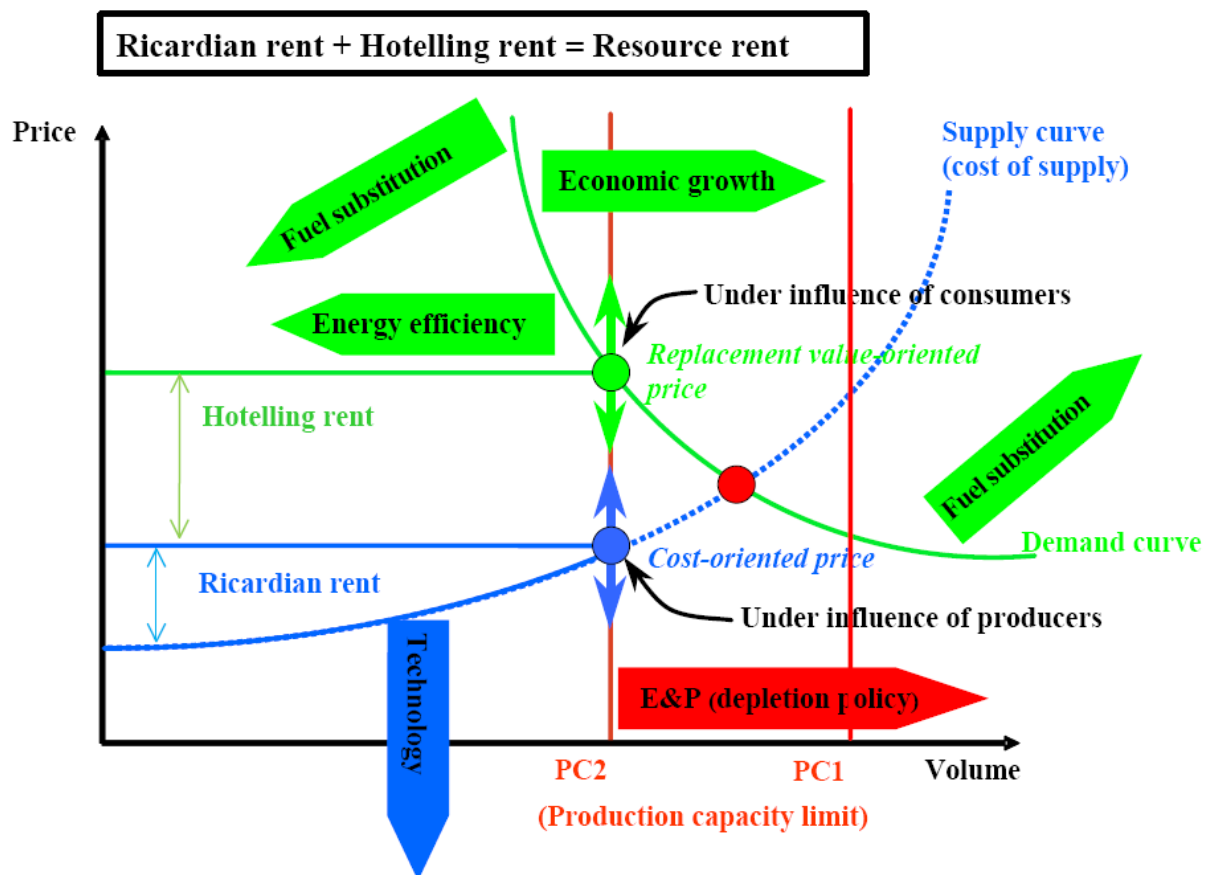 Ricardian rent + Hotelling rent = Resource rent
Price
Fuel substitution
Economic growth
Supply curve
(cost of supply)
Energy efficiency
Under influence of consumers
Replacement value-oriented
price
Hotelling rent
Fuel substitution
Demand curve
Cost-oriented price
Ricardian rent
Under influence of producers
Technology
E&P (depletion policy)
PC2
PC1
Volume
(Production capacity limit)